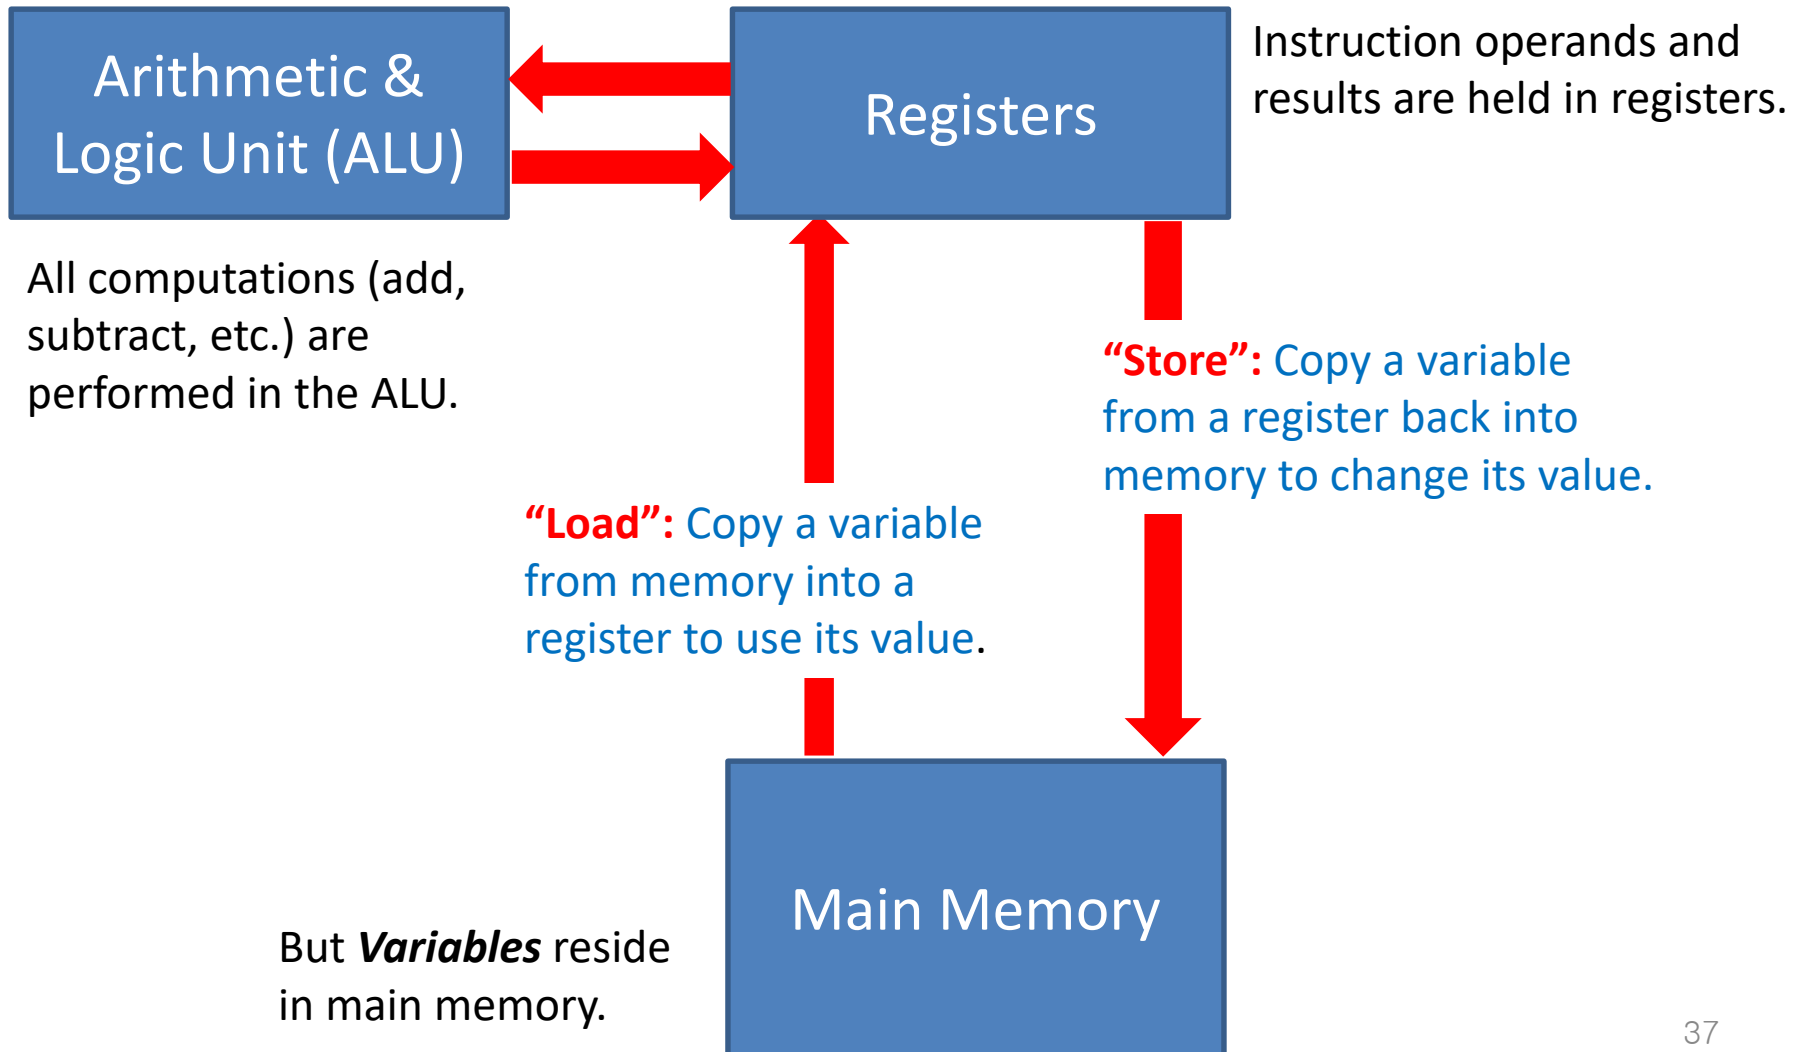 Arithmetic &
Logic Unit (ALU)
Registers
Instruction operands and
results are held in registers.
All computations (add,
subtract, etc.) are
performed in the ALU.
“Store”: Copy a variable
from a register back into
memory to change its value.
“Load”: Copy a variable
from memory into a
register to use its value.
Main Memory
But Variables reside
in main memory.
37